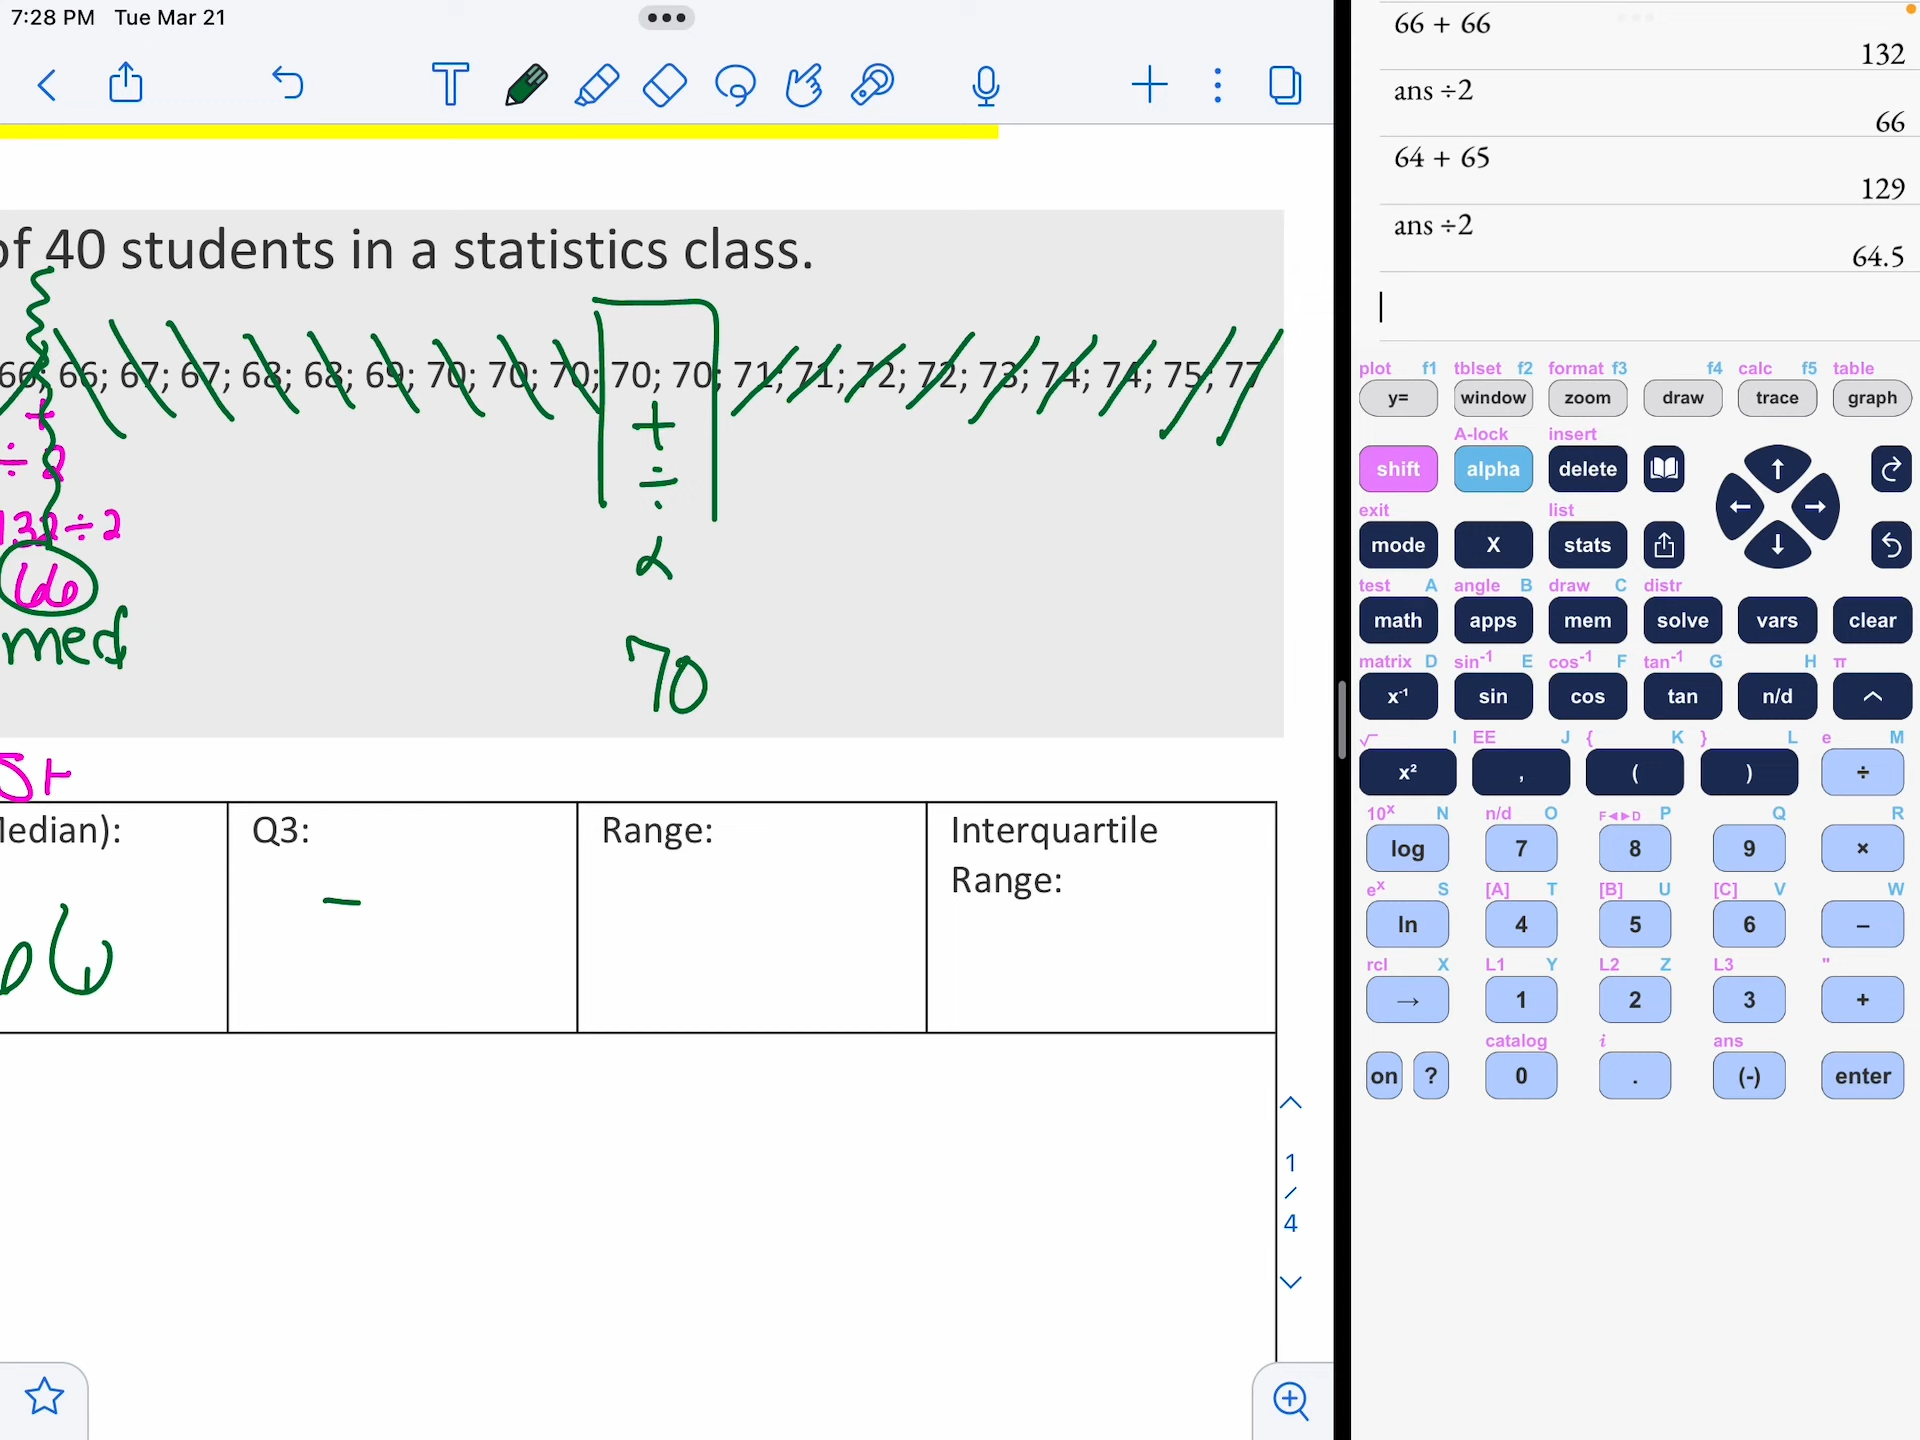 7:28 PM Tue Mar 21
of 40 students in a statistics class.
66; 66; 67; 67; 68; 68; 69; 70; 70; 70; 70; 70; 71; 71; 72; 72; 73; 74; 74; 75; 77
+
÷ 2
132÷2
66
med
+
÷
2
70
Median):
Q3:
Range:
Interquartile
Range:
66
1
/
4
66 + 66
132
ans ÷2
66
64 + 65
129
ans ÷2
64.5
plot f1 tblset f2 format f3 f4 calc f5 table
y= window zoom draw trace graph
A-lock insert
shift alpha delete
exit list
mode X stats
test A angle B draw C distr
math apps mem solve vars clear
matrix D sin-1 E cos-1 F tan-1 G H π
x-1 sin cos tan n/d ^
√ I EE J { K } L e M
x² , ( ) ÷
10x N n/d O F◄►D P Q R
log 7 8 9 ×
ex S [A] T [B] U [C] V W
ln 4 5 6 –
rcl X L1 Y L2 Z L3 "
→ 1 2 3 +
catalog i ans
on ? 0 . (-) enter